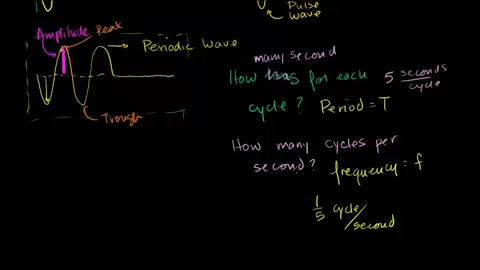 Pulse
wave
Amplitude
Peak
Periodic wave
many second
How long for each
5 seconds/cycle
cycle? Period = T
Trough
How many cycles per
second? frequency = f
1/5 cycle/second